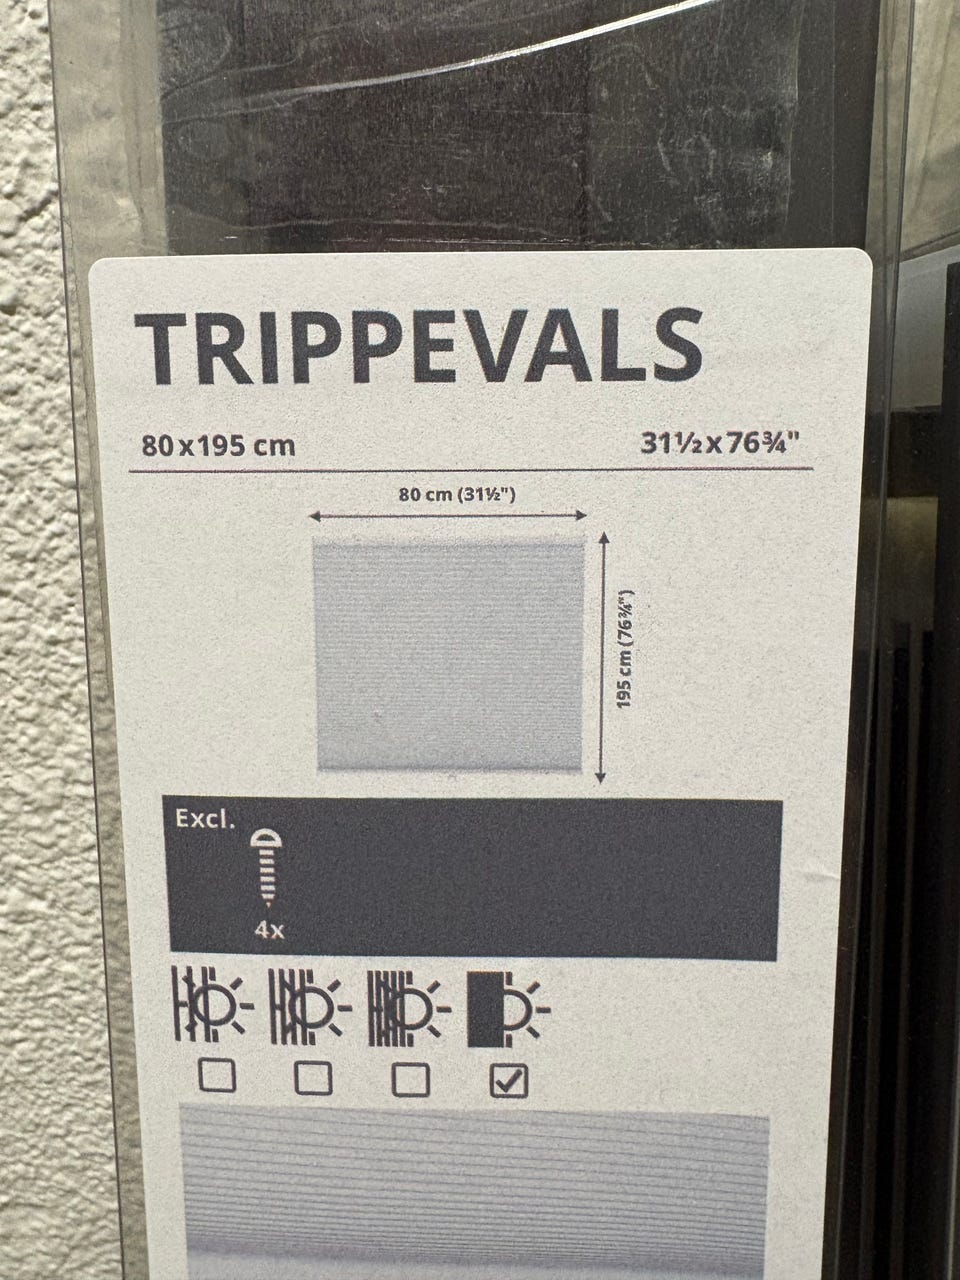 TRIPPEVALS
80x195 cm 31½x76¾"
80 cm (31½")
195 cm (76¾")
Excl.
4x